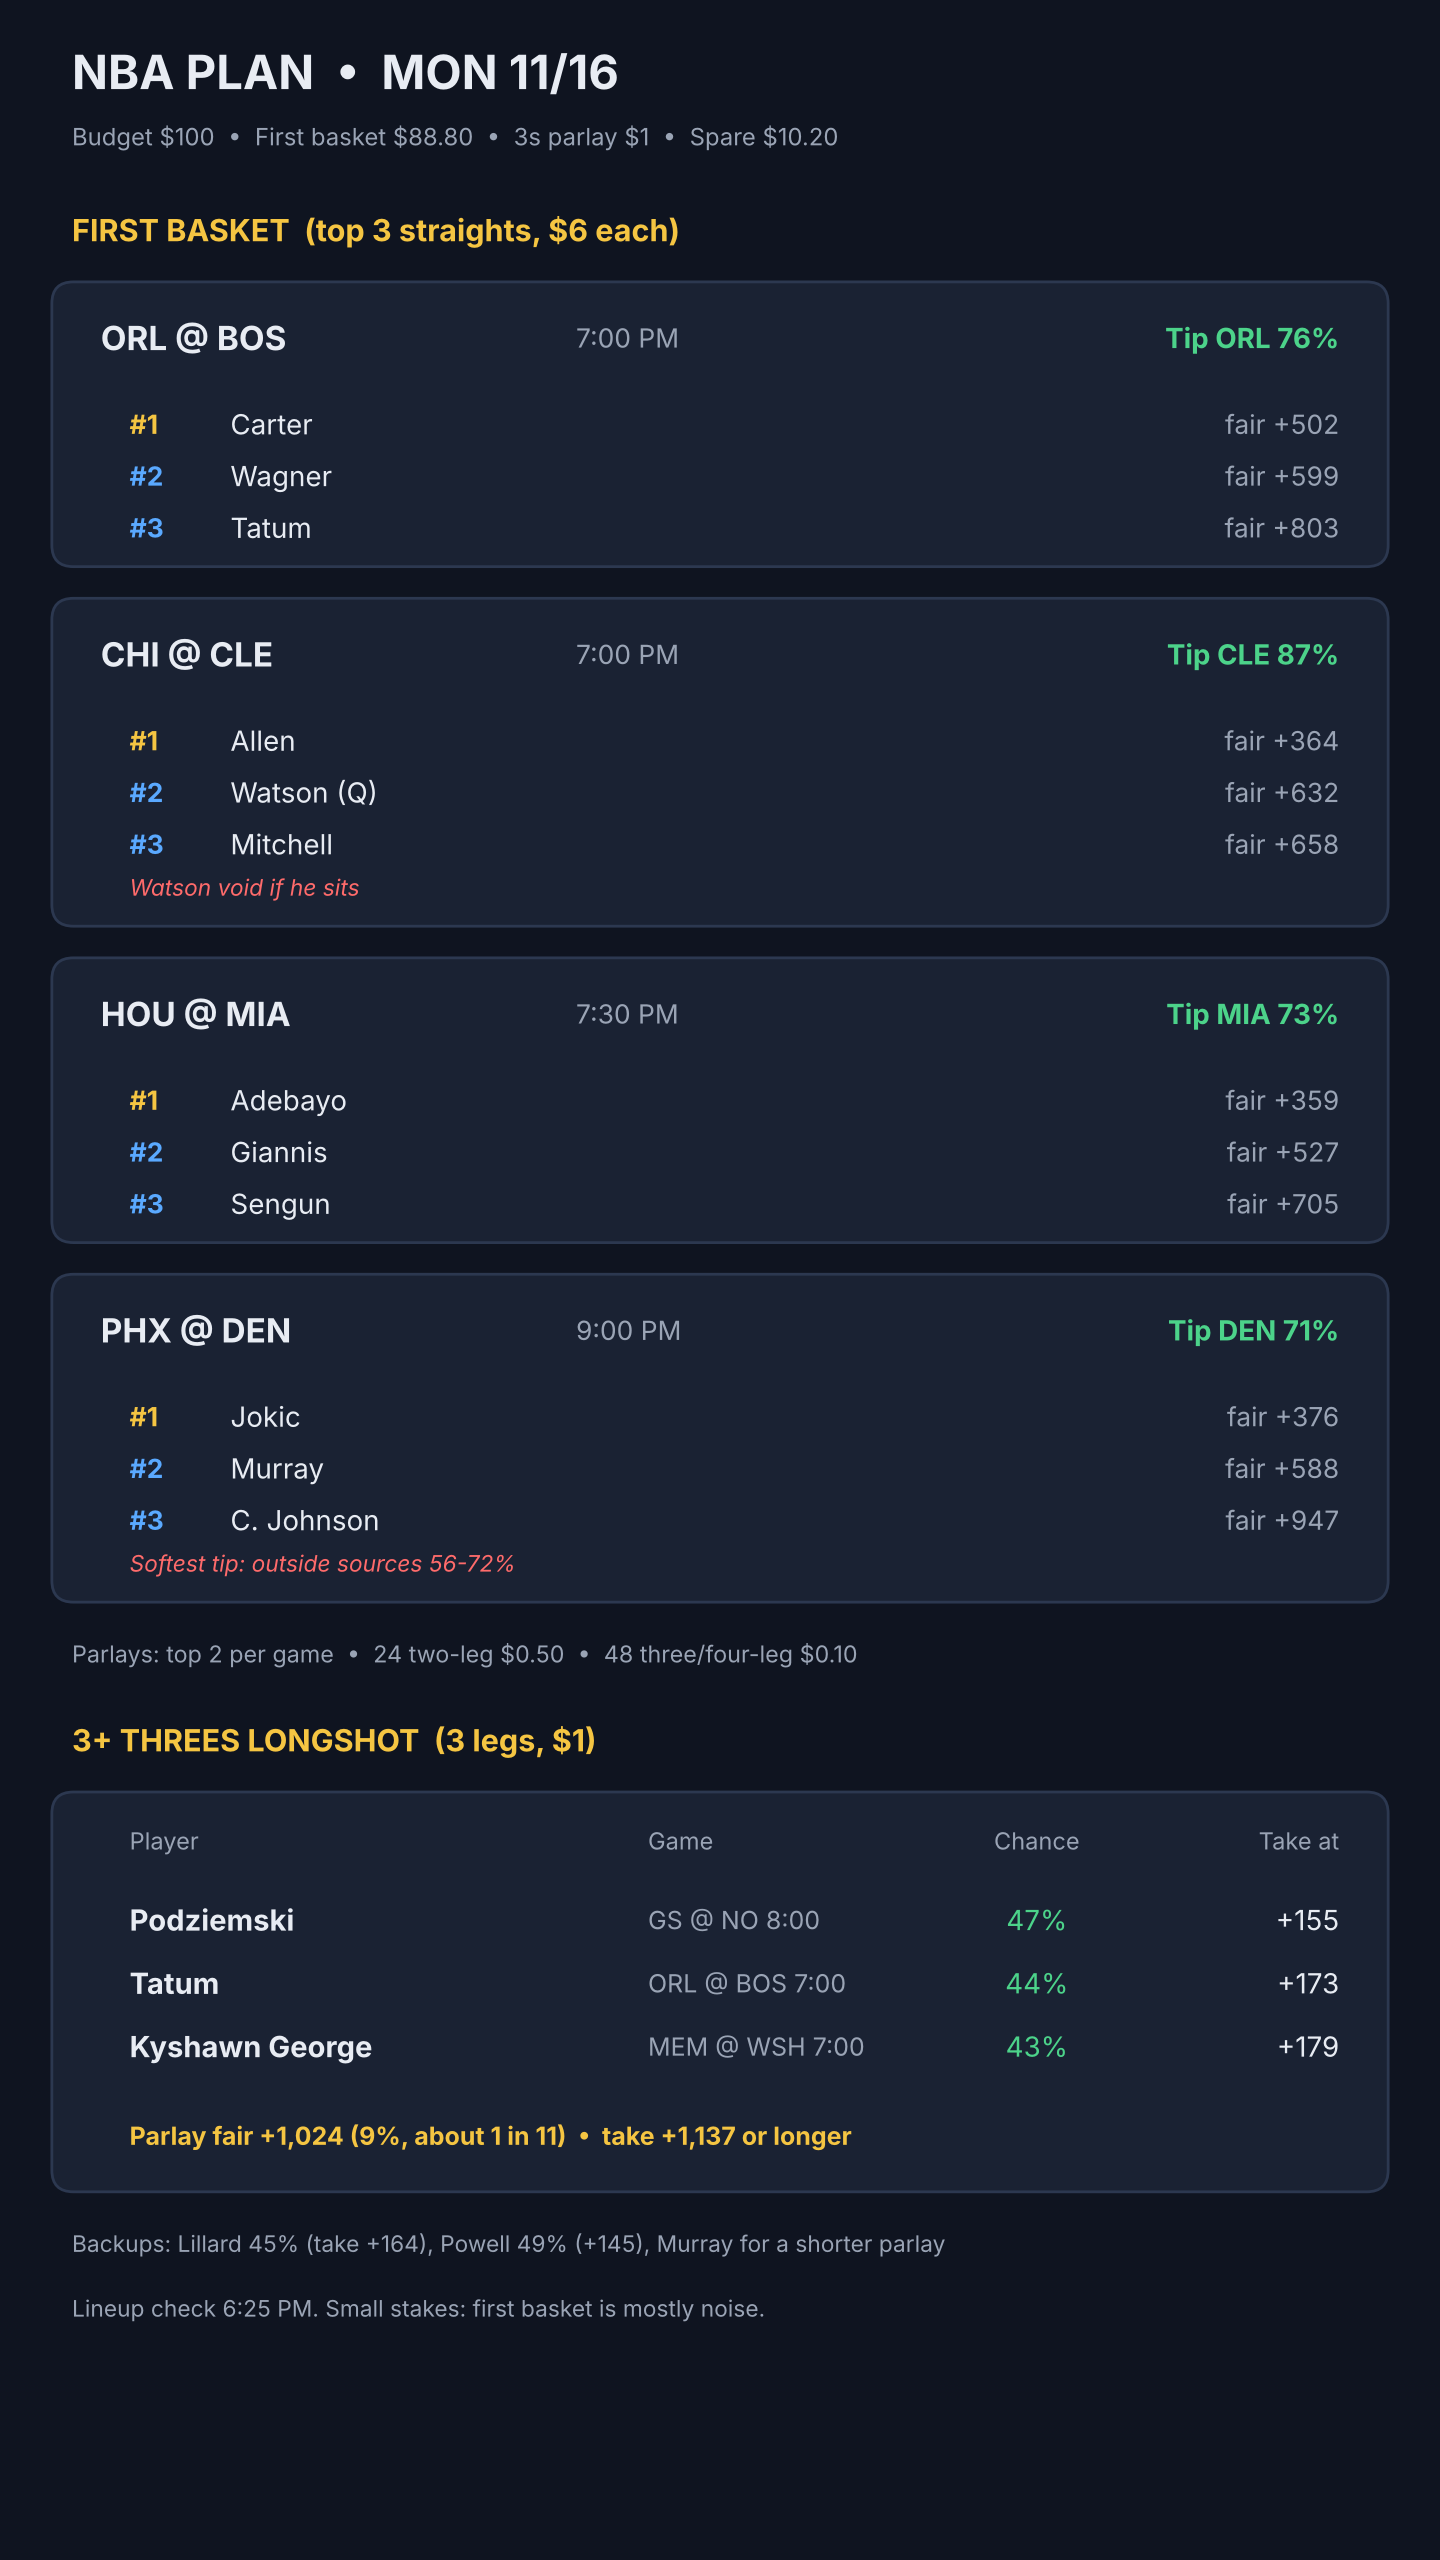 NBA PLAN • MON 11/16
Budget $100 • First basket $88.80 • 3s parlay $1 • Spare $10.20
FIRST BASKET (top 3 straights, $6 each)
ORL @ BOS 7:00 PM Tip ORL 76%
#1 Carter fair +502
#2 Wagner fair +599
#3 Tatum fair +803
CHI @ CLE 7:00 PM Tip CLE 87%
#1 Allen fair +364
#2 Watson (Q) fair +632
#3 Mitchell fair +658
Watson void if he sits
HOU @ MIA 7:30 PM Tip MIA 73%
#1 Adebayo fair +359
#2 Giannis fair +527
#3 Sengun fair +705
PHX @ DEN 9:00 PM Tip DEN 71%
#1 Jokic fair +376
#2 Murray fair +588
#3 C. Johnson fair +947
Softest tip: outside sources 56-72%
Parlays: top 2 per game • 24 two-leg $0.50 • 48 three/four-leg $0.10
3+ THREES LONGSHOT (3 legs, $1)
Player Game Chance Take at
Podziemski GS @ NO 8:00 47% +155
Tatum ORL @ BOS 7:00 44% +173
Kyshawn George MEM @ WSH 7:00 43% +179
Parlay fair +1,024 (9%, about 1 in 11) • take +1,137 or longer
Backups: Lillard 45% (take +164), Powell 49% (+145), Murray for a shorter parlay
Lineup check 6:25 PM. Small stakes: first basket is mostly noise.